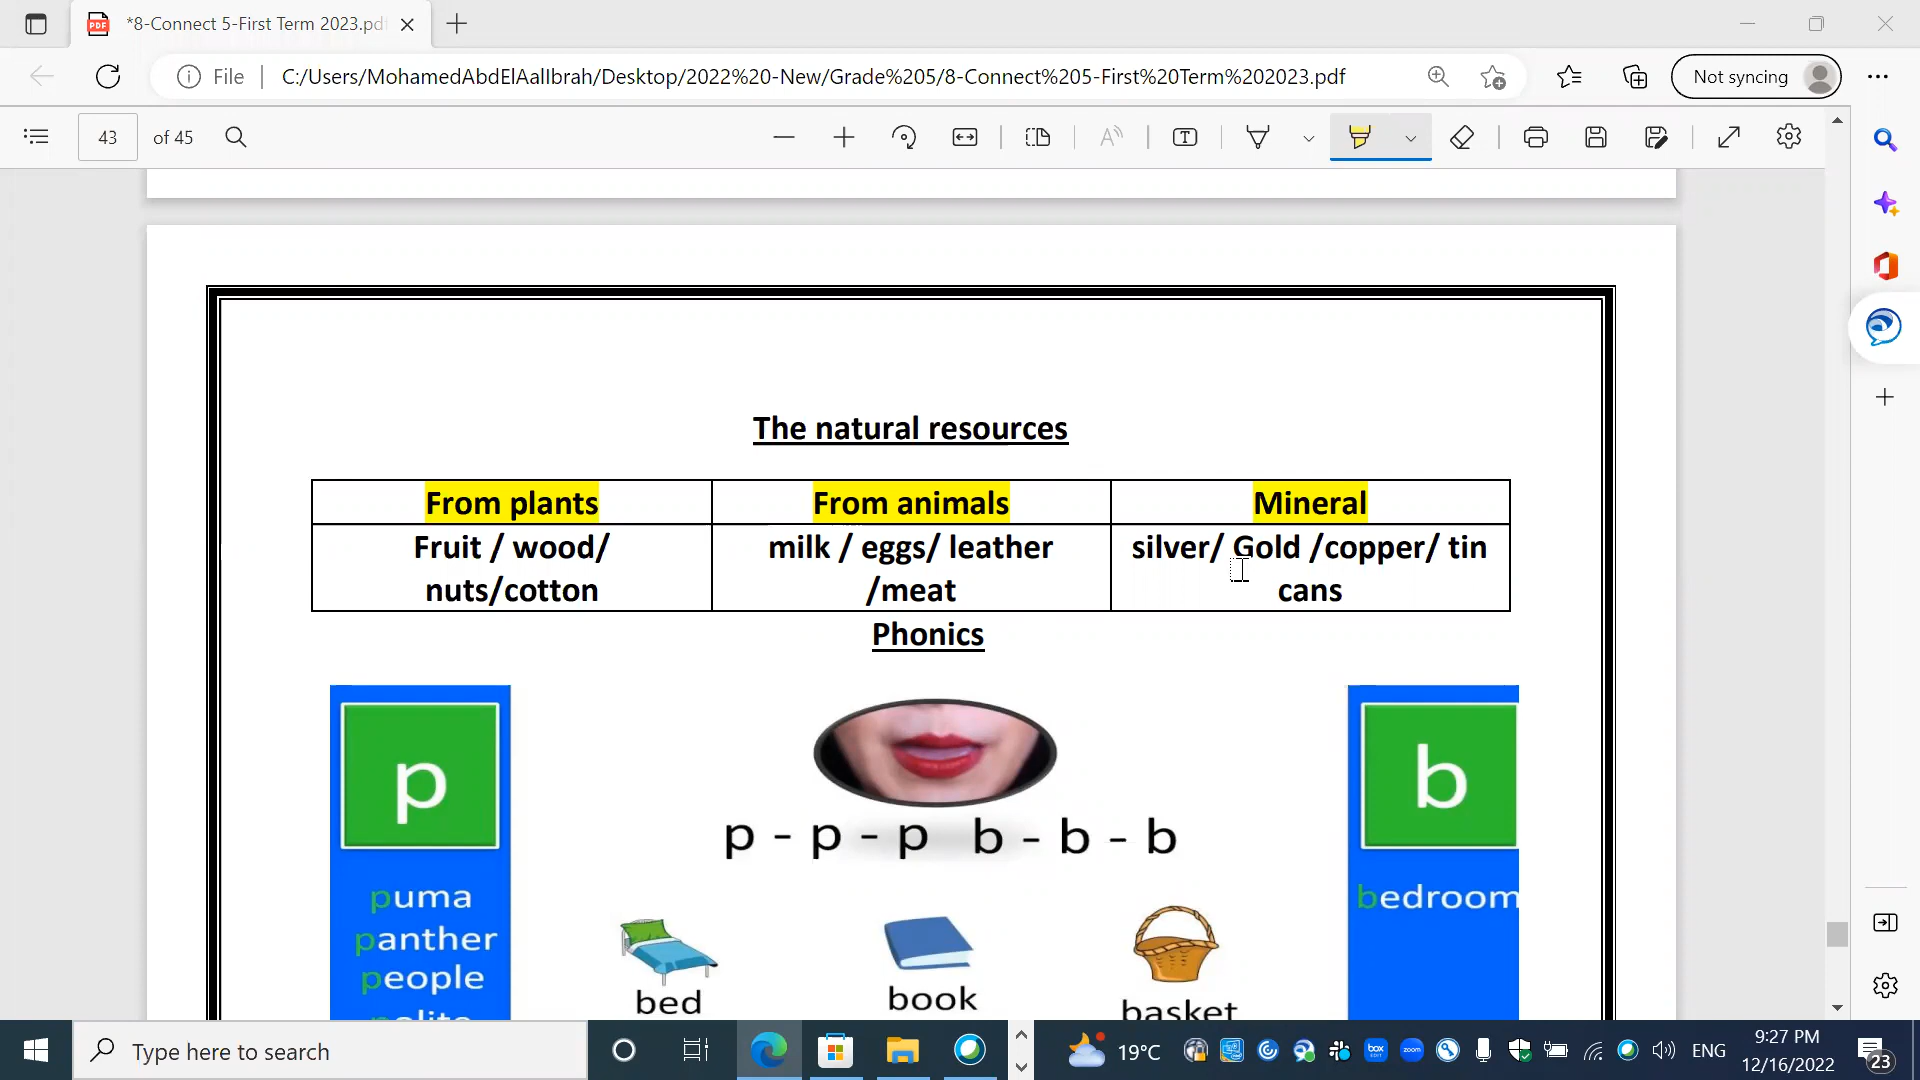 *8-Connect 5-First Term 2023.pd
File
C:/Users/MohamedAbdElAalIbrah/Desktop/2022%20-New/Grade%205/8-Connect%205-First%20Term%202023.pdf
Not syncing
43 of 45
The natural resources
From plants From animals Mineral
Fruit / wood/ milk / eggs/ leather silver/ Gold /copper/ tin
nuts/cotton /meat cans
Phonics
p b
p - p - p b - b - b
puma bedroom
panther
people
polite
bed book basket
Type here to search
19°C
ENG
9:27 PM
12/16/2022
23